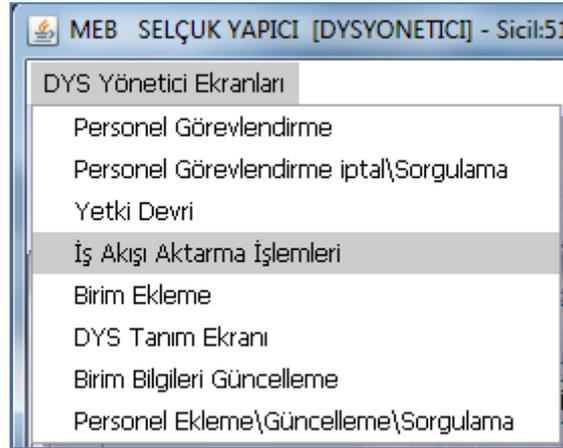 MEB SELÇUK YAPICI [DYSYONETICI] - Sicil:51
DYS Yönetici Ekranları
Personel Görevlendirme
Personel Görevlendirme iptal\Sorgulama
Yetki Devri
İş Akışı Aktarma İşlemleri
Birim Ekleme
DYS Tanım Ekranı
Birim Bilgileri Güncelleme
Personel Ekleme\Güncelleme\Sorgulama